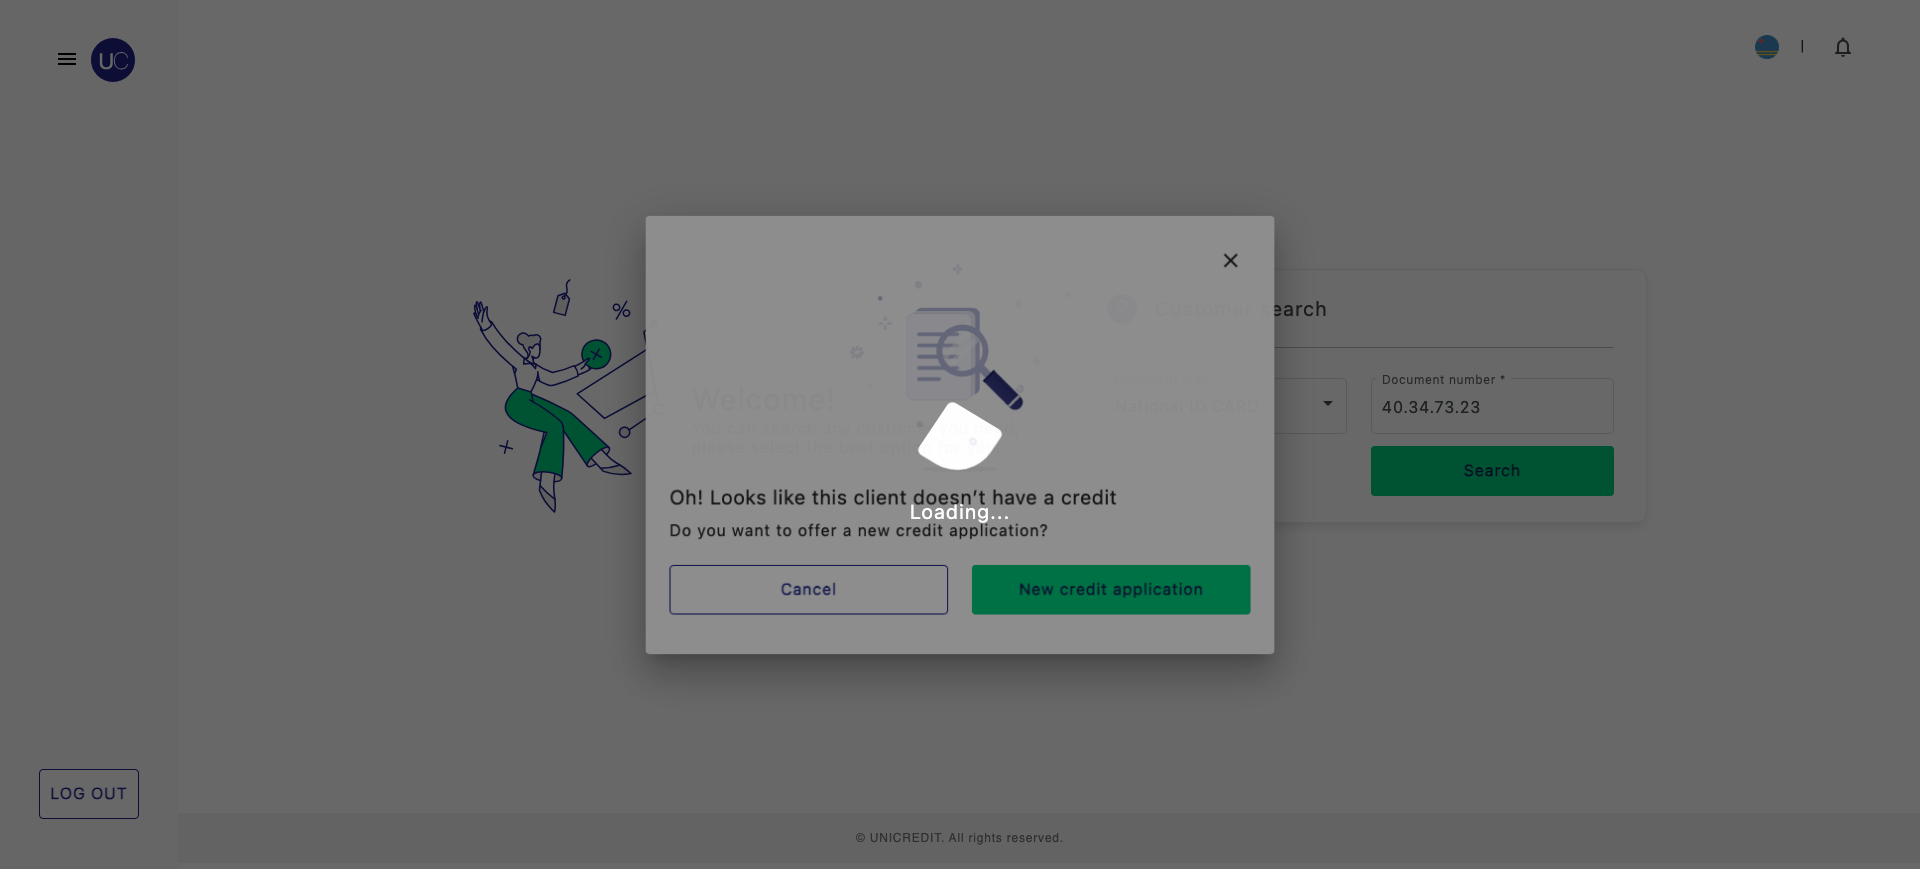 UC
Customer search
%
Document number *
Welcome!
National ID CARD
40.34.73.23
Search
Oh! Looks like this client doesn't have a credit
Loading...
Do you want to offer a new credit application?
Cancel
New credit application
LOG OUT
© UNICREDIT. All rights reserved.